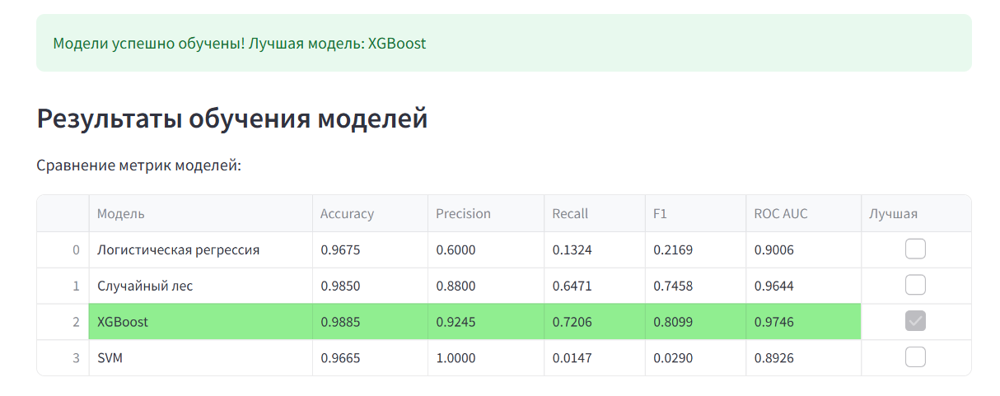 Модели успешно обучены! Лучшая модель: XGBoost
Результаты обучения моделей
Сравнение метрик моделей:
Модель Accuracy Precision Recall F1 ROC AUC Лучшая
0 Логистическая регрессия 0.9675 0.6000 0.1324 0.2169 0.9006
1 Случайный лес 0.9850 0.8800 0.6471 0.7458 0.9644
2 XGBoost 0.9885 0.9245 0.7206 0.8099 0.9746
3 SVM 0.9665 1.0000 0.0147 0.0290 0.8926